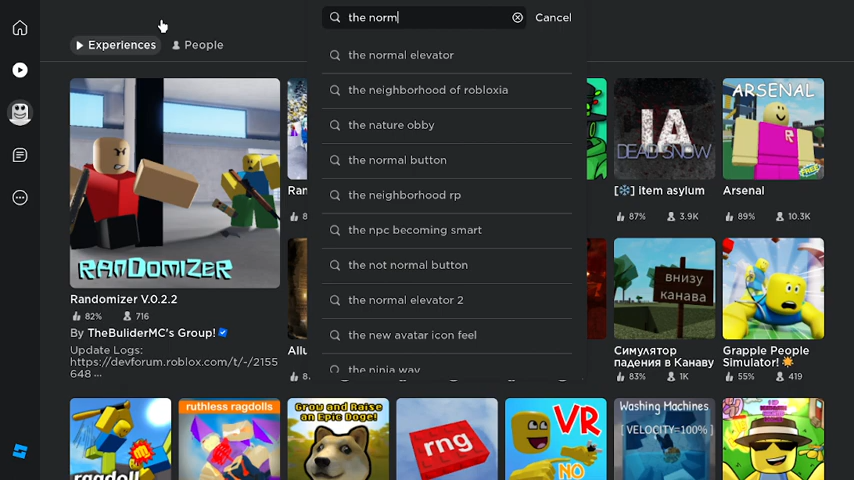 the norm
Cancel
Experiences
People
the normal elevator
the neighborhood of robloxia
the nature obby
the normal button
the neighborhood rp
the npc becoming smart
the not normal button
the normal elevator 2
the new avatar icon feel
the ninja way
RANDOMIZER
Randomizer V.0.2.2
82% 716
By TheBuliderMC's Group!
Update Logs:
https://devforum.roblox.com/t/-/2155
648 ...
IA
DEAD SNOW
[❄] item asylum
87% 3.9K
ARSENAL
FREE
Arsenal
89% 10.3K
внизу
канава
Симулятор
падения в Канаву
83% 1K
Grapple People
Simulator!
55% 419
ragdoll
ruthless ragdolls
Grow and Raise
an Epic Doge!
rng
VR
NO
Washing Machines
[VELOCITY=100%]